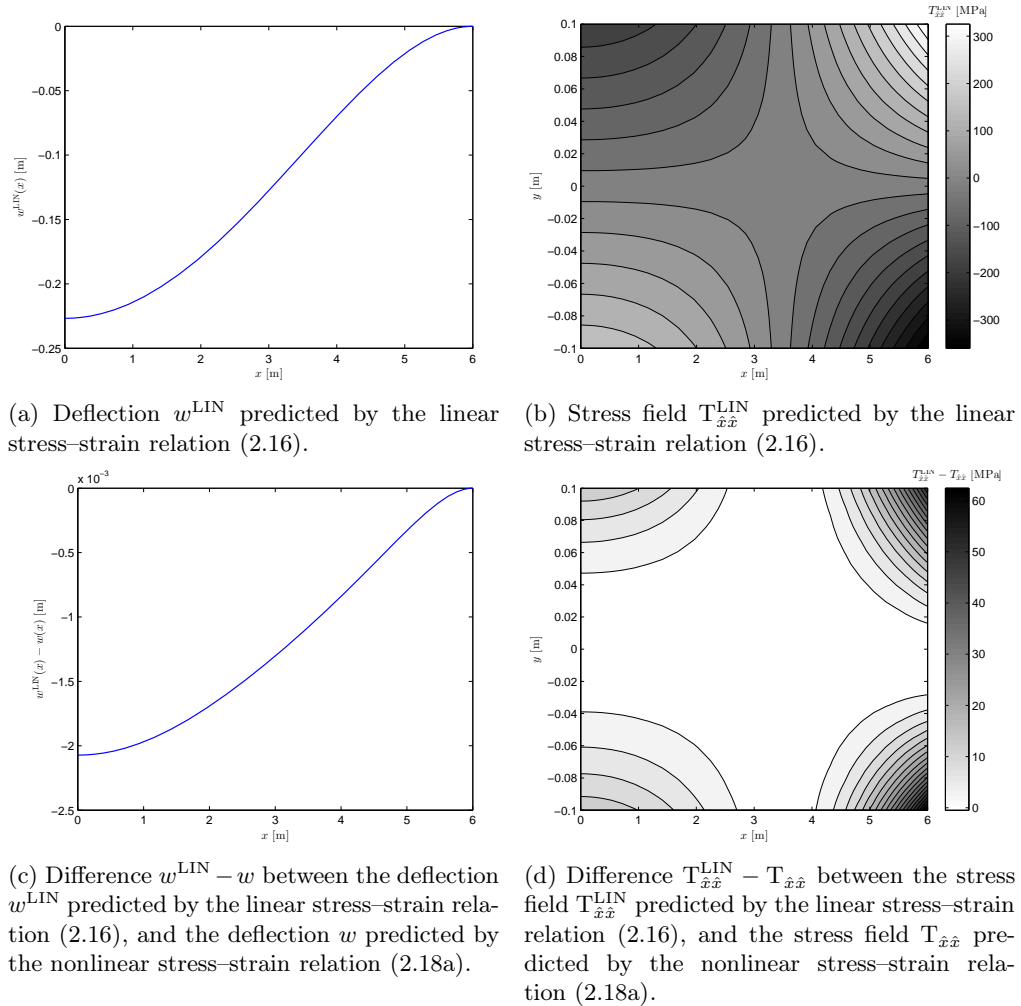 0
−0.05
−0.1
−0.15
−0.2
−0.25
0 1 2 3 4 5 6
x [m]
w^LIN(x) [m]
T^LIN_x̂x̂ [MPa]
0.1
0.08
0.06
0.04
0.02
0
−0.02
−0.04
−0.06
−0.08
−0.1
0 1 2 3 4 5 6
x [m]
y [m]
300
200
100
0
−100
−200
−300
(a) Deflection w^LIN predicted by the linear
stress–strain relation (2.16).
(b) Stress field T^LIN_x̂x̂ predicted by the linear
stress–strain relation (2.16).
x 10^−3
0
−0.5
−1
−1.5
−2
−2.5
0 1 2 3 4 5 6
x [m]
w^LIN(x) − w(x) [m]
T^LIN_x̂x̂ − T_x̂x̂ [MPa]
0.1
0.08
0.06
0.04
0.02
0
−0.02
−0.04
−0.06
−0.08
−0.1
0 1 2 3 4 5 6
x [m]
y [m]
60
50
40
30
20
10
0
(c) Difference w^LIN − w between the deflection
w^LIN predicted by the linear stress–strain rela-
tion (2.16), and the deflection w predicted by
the nonlinear stress–strain relation (2.18a).
(d) Difference T^LIN_x̂x̂ − T_x̂x̂ between the stress
field T^LIN_x̂x̂ predicted by the linear stress–strain
relation (2.16), and the stress field T_x̂x̂ pre-
dicted by the nonlinear stress–strain rela-
tion (2.18a).